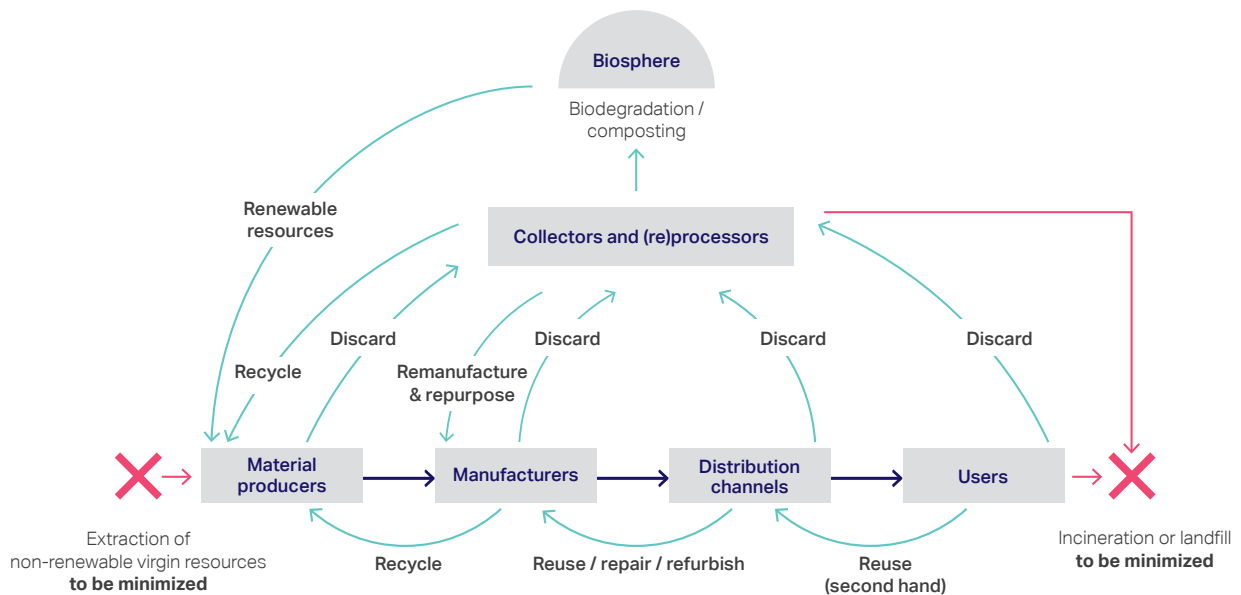 Biosphere
Biodegradation /
composting
Renewable
resources
Collectors and (re)processors
Discard
Discard
Discard
Discard
Recycle
Remanufacture
& repurpose
Material
producers
Manufacturers
Distribution
channels
Users
Extraction of
non-renewable virgin resources
to be minimized
Recycle
Reuse / repair / refurbish
Reuse
(second hand)
Incineration or landfill
to be minimized